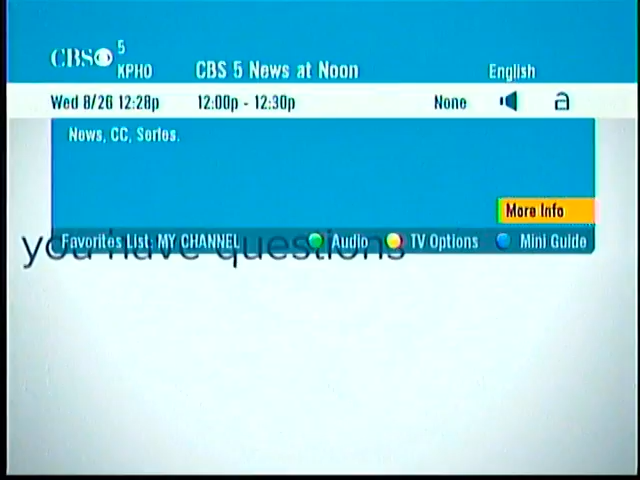 CBS 5
KPHO CBS 5 News at Noon English
Wed 8/26 12:28p 12:00p - 12:30p None
News, CC, Series.
More Info
Favorites List: MY CHANNEL Audio TV Options Mini Guide
you have questions